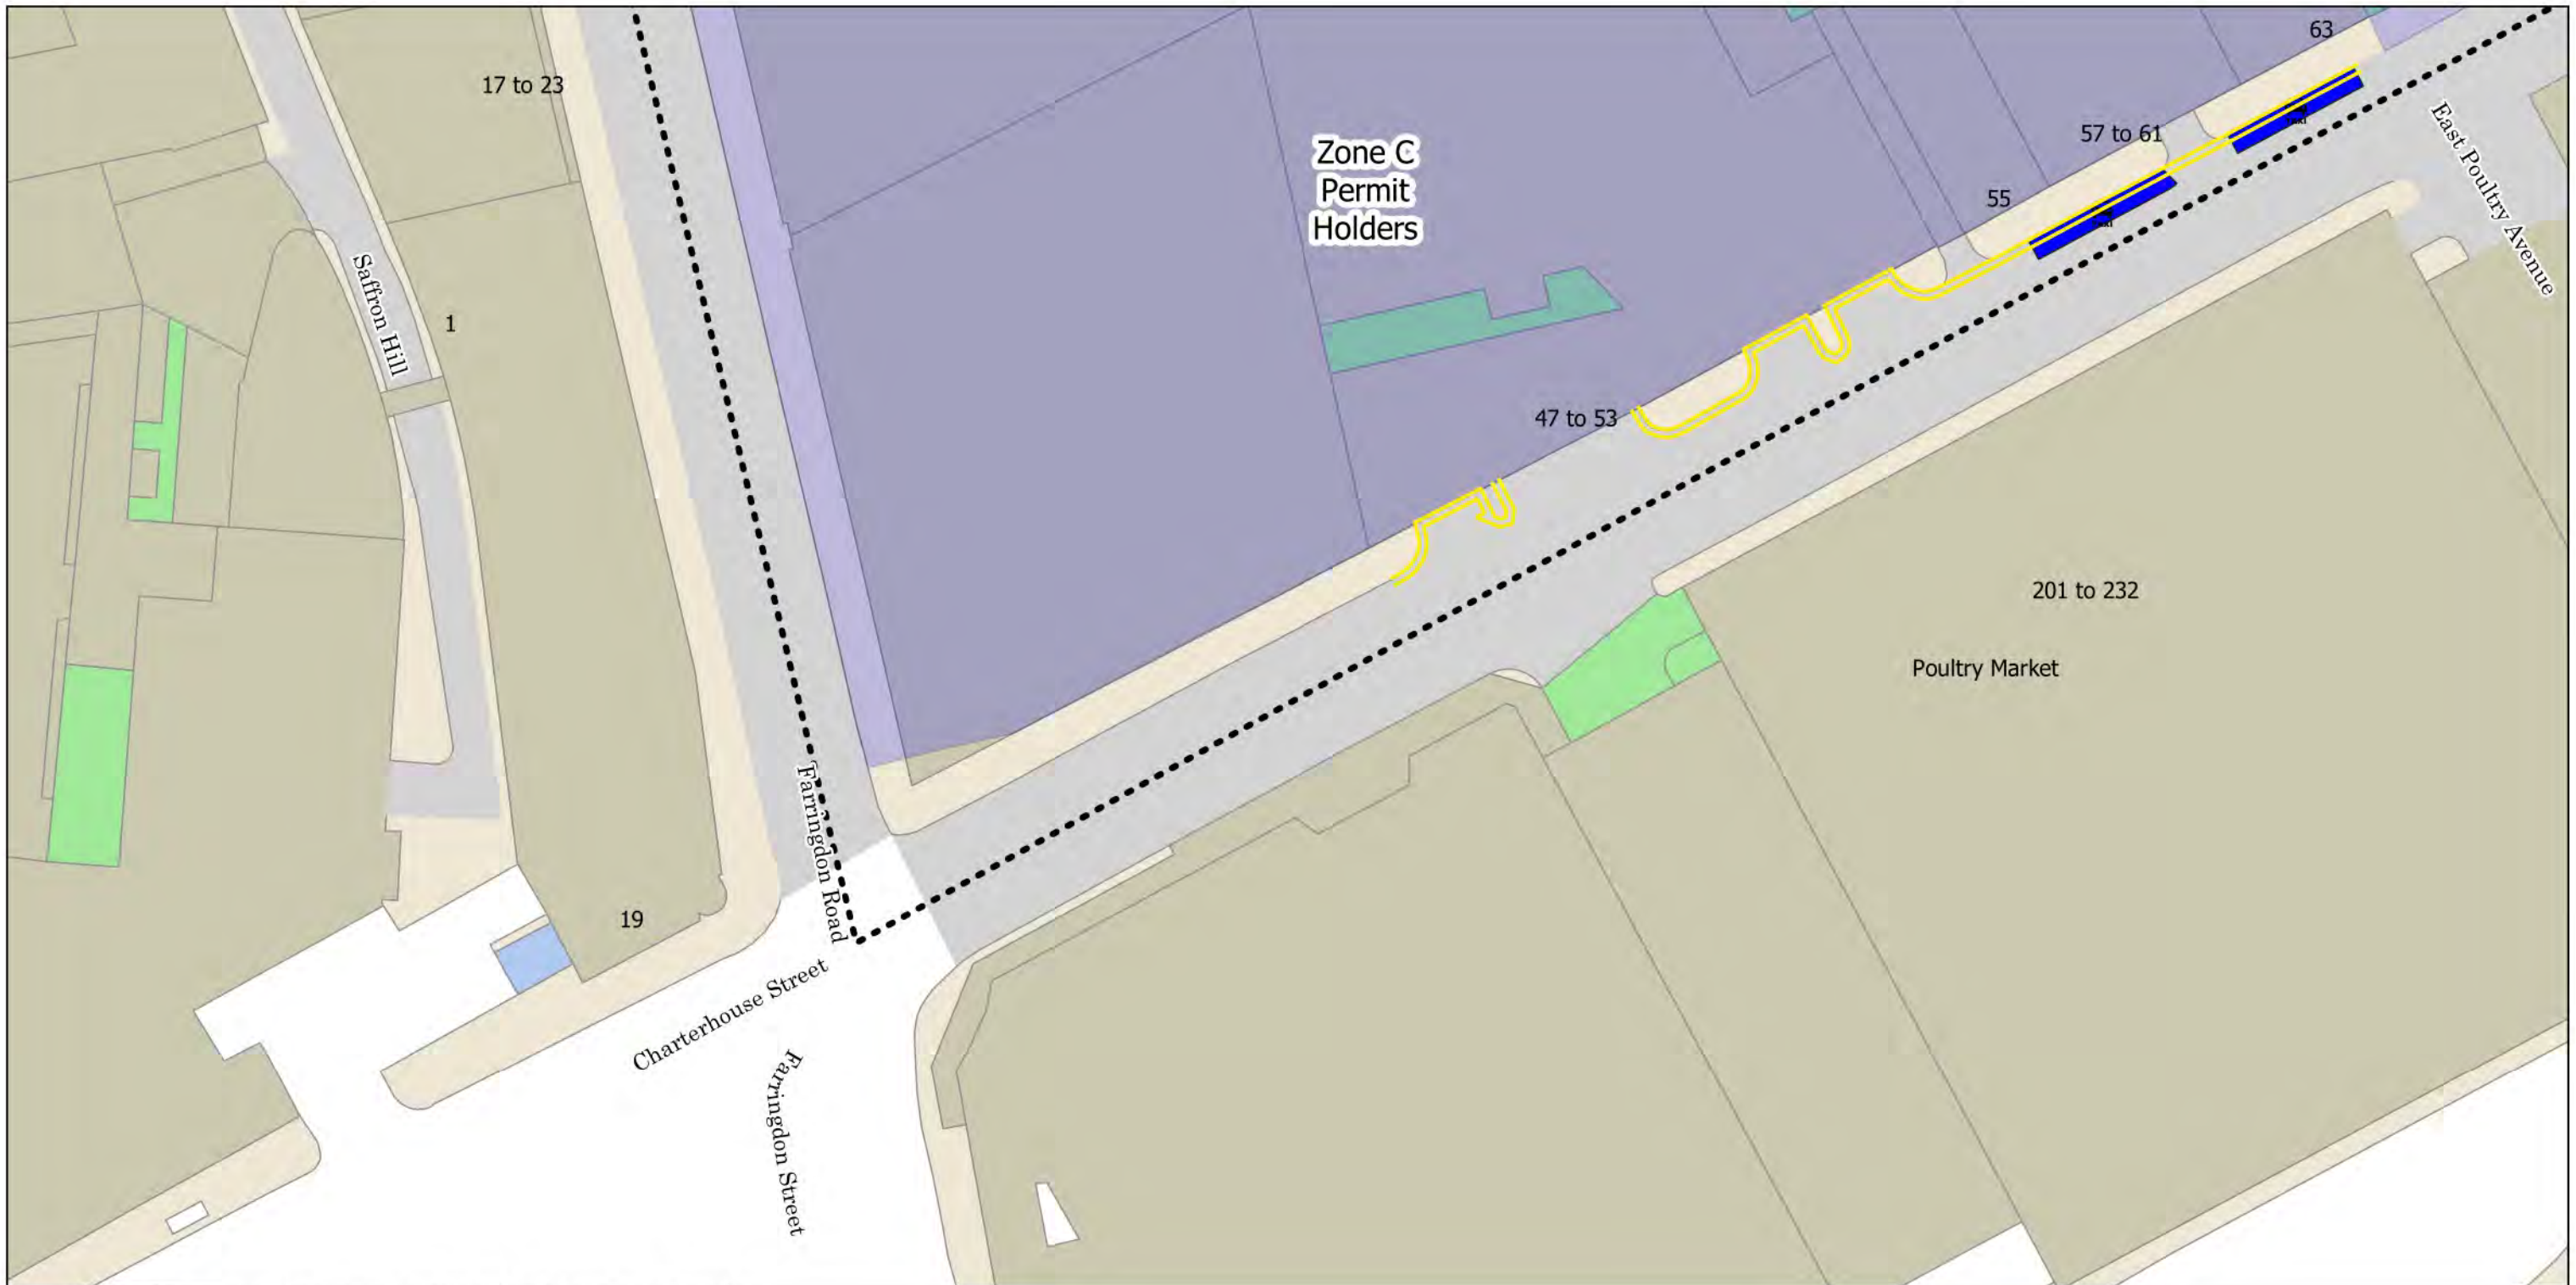 63
17 to 23
57 to 61
Zone C
Permit
Holders
East Poultry Avenue
55
Saffron Hill
1
47 to 53
201 to 232
Poultry Market
Farringdon Road
19
Charterhouse Street
Farringdon Street